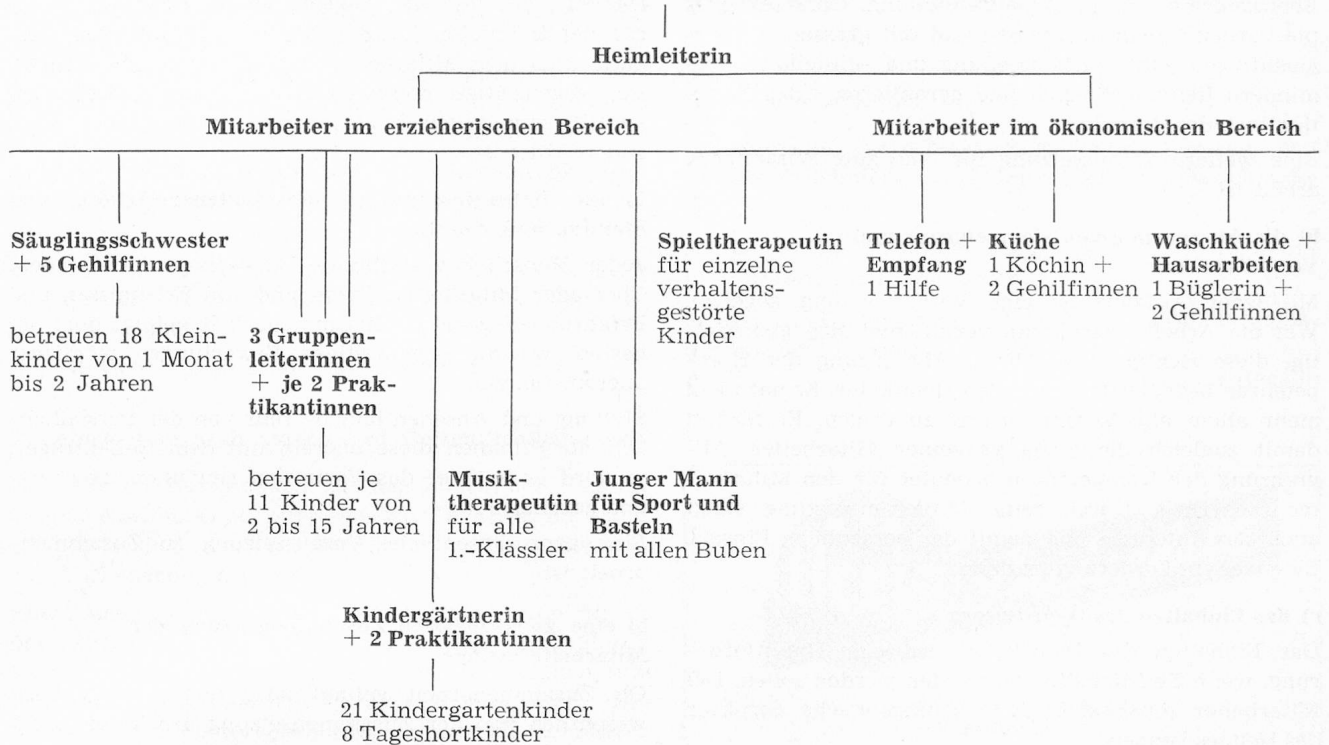 Heimleiterin
Mitarbeiter im erzieherischen Bereich
Mitarbeiter im ökonomischen Bereich
Säuglingsschwester
+ 5 Gehilfinnen
betreuen 18 Klein-
kinder von 1 Monat
bis 2 Jahren
3 Gruppen-
leiterinnen
+ je 2 Prak-
tikantinnen
betreuen je
11 Kinder von
2 bis 15 Jahren
Kindergärtnerin
+ 2 Praktikantinnen
21 Kindergartenkinder
8 Tageshortkinder
Musik-
therapeutin
für alle
1.-Klässler
Junger Mann
für Sport und
Basteln
mit allen Buben
Spieltherapeutin
für einzelne
verhaltens-
gestörte
Kinder
Telefon +
Empfang
1 Hilfe
Küche
1 Köchin +
2 Gehilfinnen
Waschküche +
Hausarbeiten
1 Büglerin +
2 Gehilfinnen